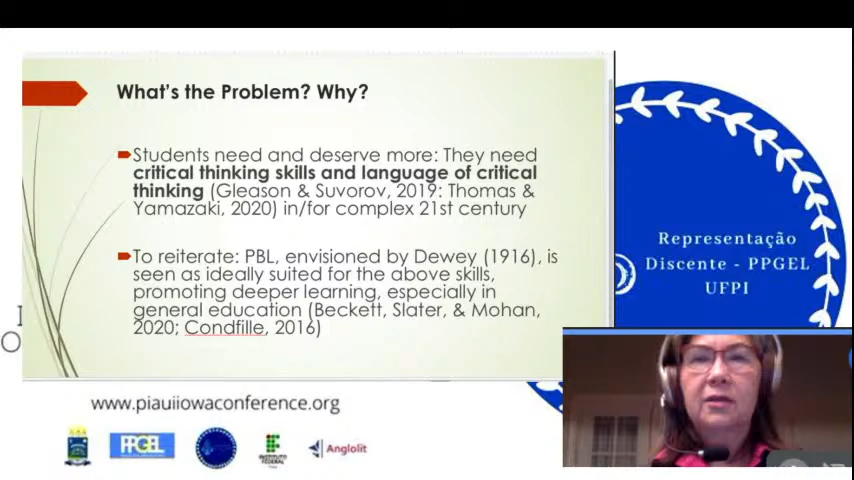 What's the Problem? Why?
Students need and deserve more: They need
critical thinking skills and language of critical
thinking (Gleason & Suvorov, 2019: Thomas &
Yamazaki, 2020) in/for complex 21st century
To reiterate: PBL, envisioned by Dewey (1916), is
seen as ideally suited for the above skills,
promoting deeper learning, especially in
general education (Beckett, Slater, & Mohan,
2020; Condfille, 2016)
Representação
Discente - PPGEL
UFPI
www.piauiiowaconference.org
PPGEL
INSTITUTO
FEDERAL
Anglolit